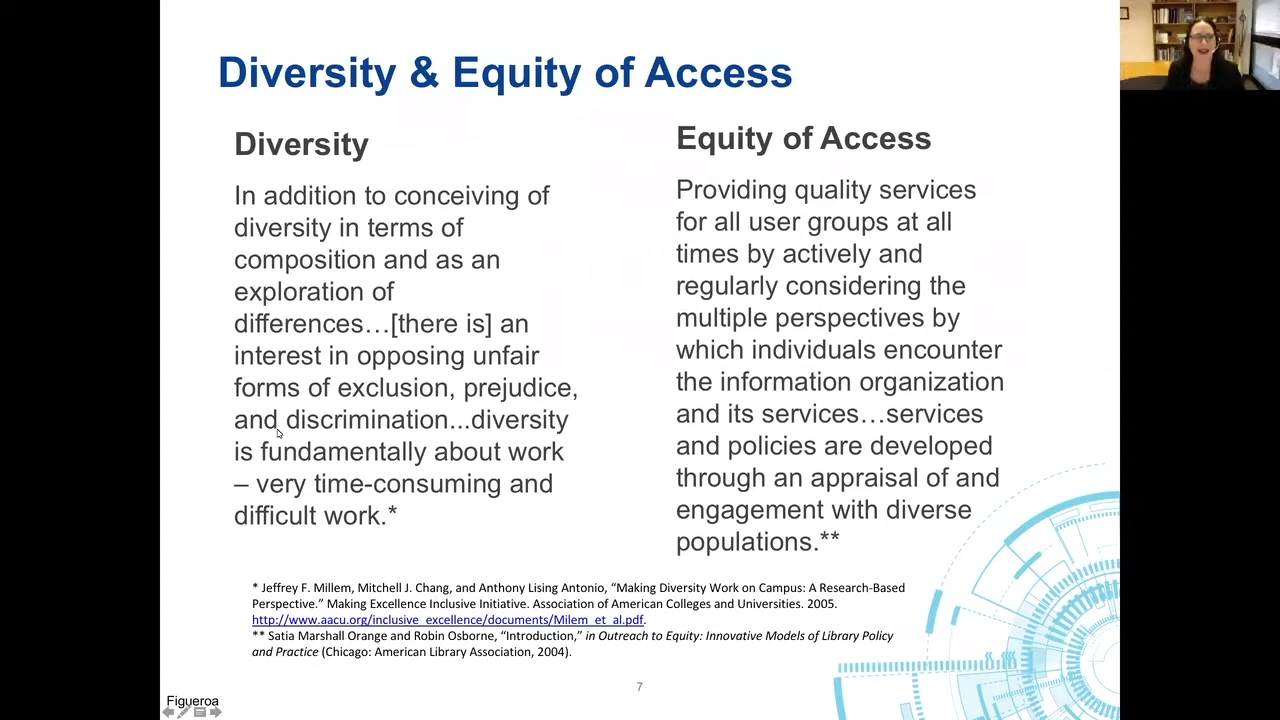 Diversity & Equity of Access
Diversity
In addition to conceiving of
diversity in terms of
composition and as an
exploration of
differences…[there is] an
interest in opposing unfair
forms of exclusion, prejudice,
and discrimination...diversity
is fundamentally about work
– very time-consuming and
difficult work.*
Equity of Access
Providing quality services
for all user groups at all
times by actively and
regularly considering the
multiple perspectives by
which individuals encounter
the information organization
and its services…services
and policies are developed
through an appraisal of and
engagement with diverse
populations.**
* Jeffrey F. Millem, Mitchell J. Chang, and Anthony Lising Antonio, “Making Diversity Work on Campus: A Research-Based
Perspective.” Making Excellence Inclusive Initiative. Association of American Colleges and Universities. 2005.
http://www.aacu.org/inclusive_excellence/documents/Milem_et_al.pdf.
** Satia Marshall Orange and Robin Osborne, “Introduction,” in Outreach to Equity: Innovative Models of Library Policy
and Practice (Chicago: American Library Association, 2004).
7
Figueroa